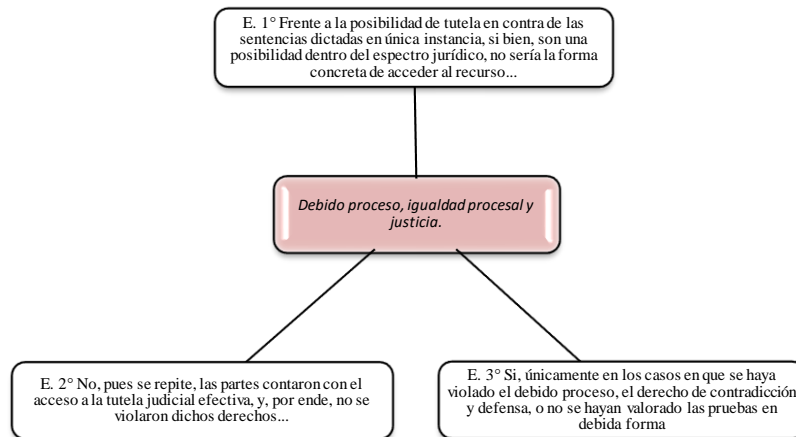 E. 1° Frente a la posibilidad de tutela en contra de las
sentencias dictadas en única instancia, si bien, son una
posibilidad dentro del espectro jurídico, no sería la forma
concreta de acceder al recurso...
Debido proceso, igualdad procesal y
justicia.
E. 2° No, pues se repite, las partes contaron con el
acceso a la tutela judicial efectiva, y, por ende, no se
violaron dichos derechos...
E. 3° Si, únicamente en los casos en que se haya
violado el debido proceso, el derecho de contradicción
y defensa, o no se hayan valorado las pruebas en
debida forma